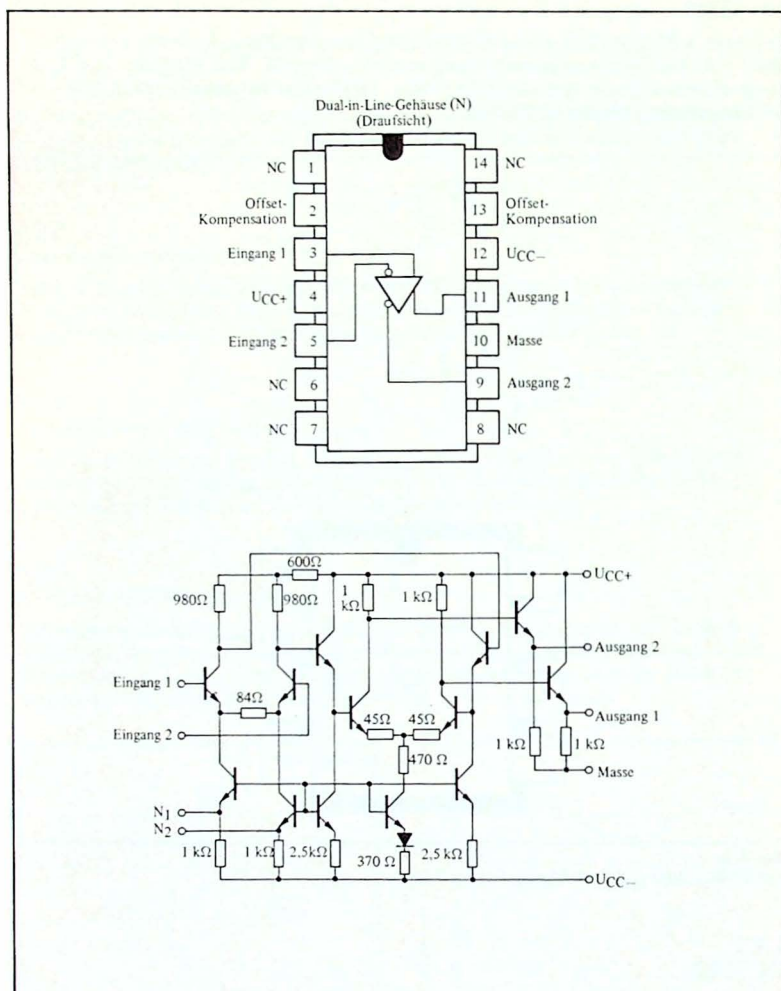 Dual-in-Line-Gehäuse (N)
(Draufsicht)
NC 1 14 NC
Offset-
Kompensation 2 13 Offset-
Kompensation
Eingang 1 3 12 UCC–
UCC+ 4 11 Ausgang 1
Eingang 2 5 10 Masse
NC 6 9 Ausgang 2
NC 7 8 NC
600Ω
UCC+
980Ω 980Ω 1
kΩ 1 kΩ
Ausgang 2
Eingang 1
84Ω
45Ω 45Ω
Ausgang 1
Eingang 2
470 Ω
1 kΩ 1 kΩ
Masse
N1
N2
1 kΩ 1 kΩ 2,5kΩ 370 Ω 2,5 kΩ
UCC–